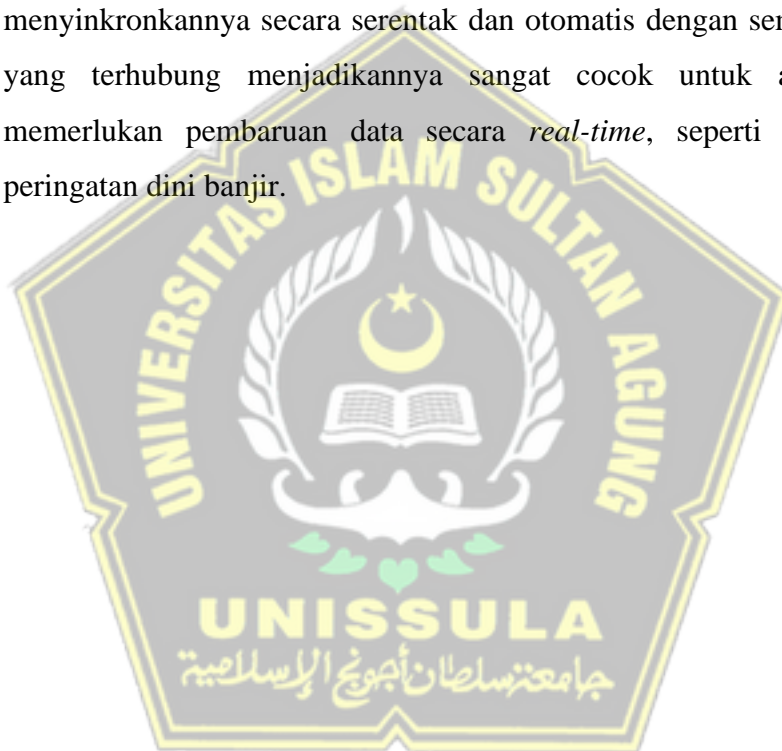 menyinkronkannya secara serentak dan otomatis dengan
yang terhubung menjadikannya sangat cocok untuk
memerlukan pembaruan data secara real-time, seperti
peringatan dini banjir.
UNIVERSITAS ISLAM SULTAN AGUNG
UNISSULA
جامعة سلطان أجونج الإسلامية